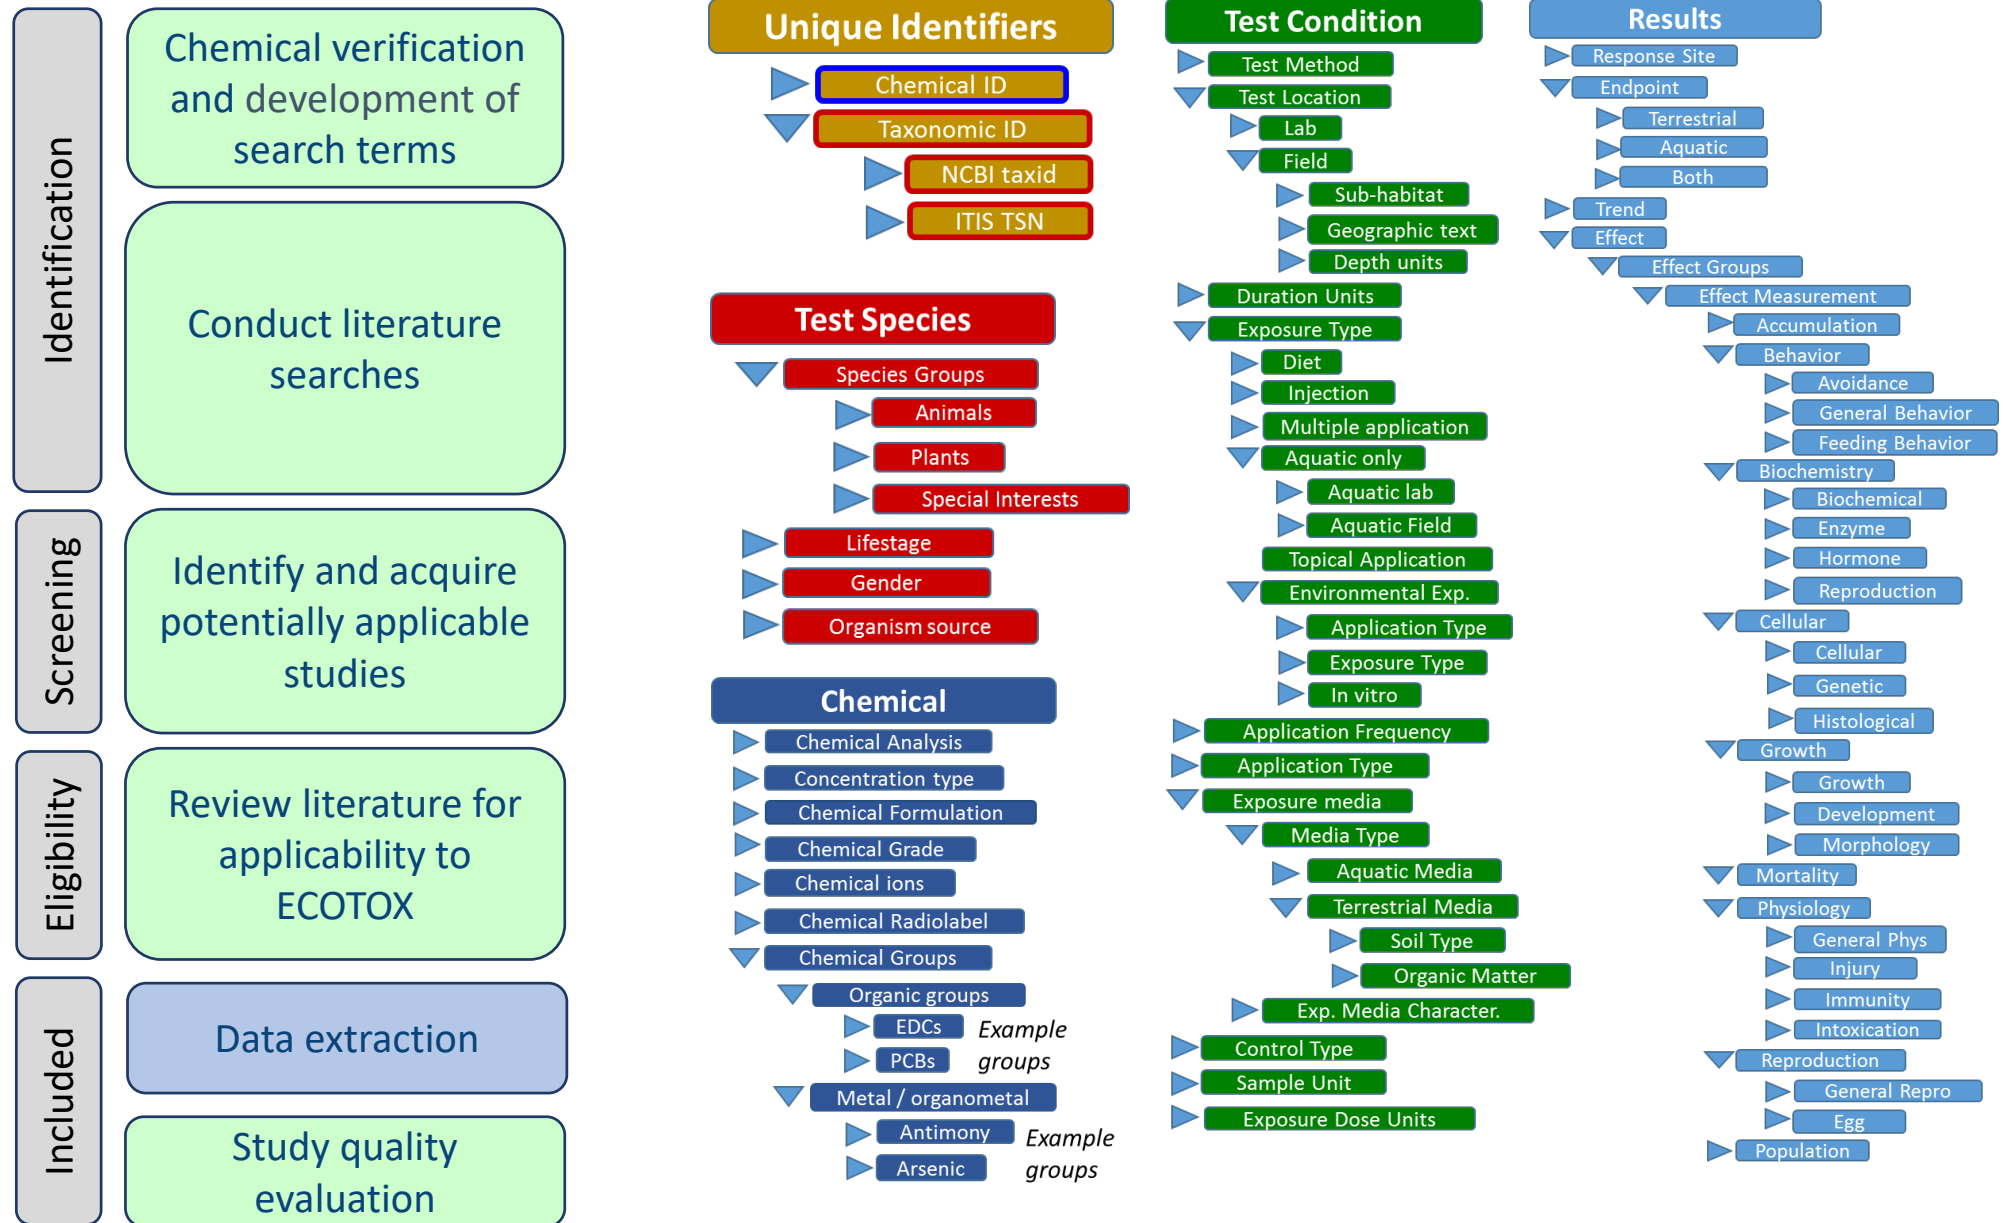 Identification
Chemical verification
and development of
search terms
Conduct literature
searches
Screening
Identify and acquire
potentially applicable
studies
Eligibility
Review literature for
applicability to
ECOTOX
Included
Data extraction
Study quality
evaluation
Unique Identifiers
Chemical ID
Taxonomic ID
NCBI taxid
ITIS TSN
Test Species
Species Groups
Animals
Plants
Special Interests
Lifestage
Gender
Organism source
Chemical
Chemical Analysis
Concentration type
Chemical Formulation
Chemical Grade
Chemical ions
Chemical Radiolabel
Chemical Groups
Organic groups
EDCs
PCBs
Example
groups
Metal / organometal
Antimony
Arsenic
Example
groups
Test Condition
Test Method
Test Location
Lab
Field
Sub-habitat
Geographic text
Depth units
Duration Units
Exposure Type
Diet
Injection
Multiple application
Aquatic only
Aquatic lab
Aquatic Field
Topical Application
Environmental Exp.
Application Type
Exposure Type
In vitro
Application Frequency
Application Type
Exposure media
Media Type
Aquatic Media
Terrestrial Media
Soil Type
Organic Matter
Exp. Media Character.
Control Type
Sample Unit
Exposure Dose Units
Results
Response Site
Endpoint
Terrestrial
Aquatic
Both
Trend
Effect
Effect Groups
Effect Measurement
Accumulation
Behavior
Avoidance
General Behavior
Feeding Behavior
Biochemistry
Biochemical
Enzyme
Hormone
Reproduction
Cellular
Cellular
Genetic
Histological
Growth
Growth
Development
Morphology
Mortality
Physiology
General Phys
Injury
Immunity
Intoxication
Reproduction
General Repro
Egg
Population